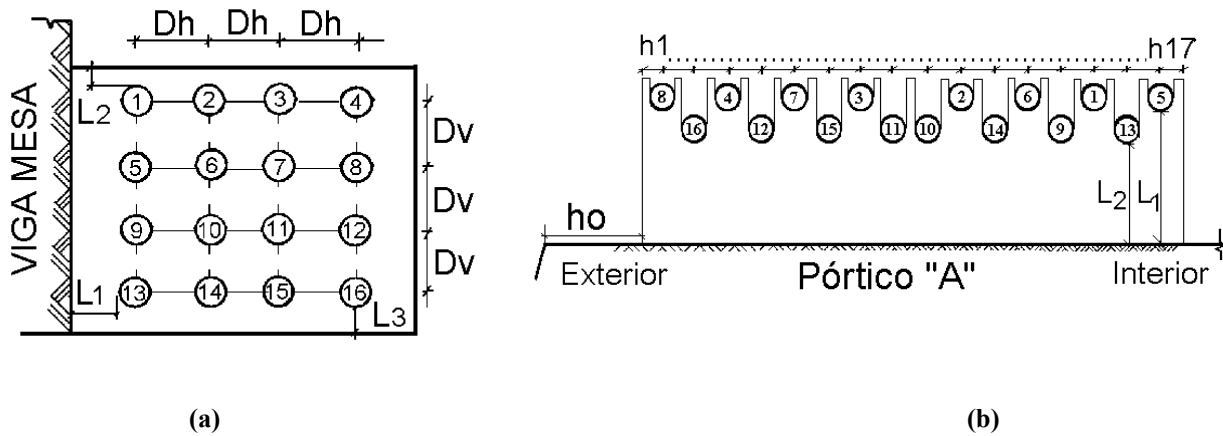 Dh Dh Dh
VIGA MESA
L2
1 2 3 4
Dv
5 6 7 8
Dv
9 10 11 12
Dv
L1
13 14 15 16
L3
(a)
h1 h17
8 4 7 3 2 6 1 5
16 12 15 11 10 14 9 13
L2 L1
ho
Exterior Pórtico "A" Interior
(b)